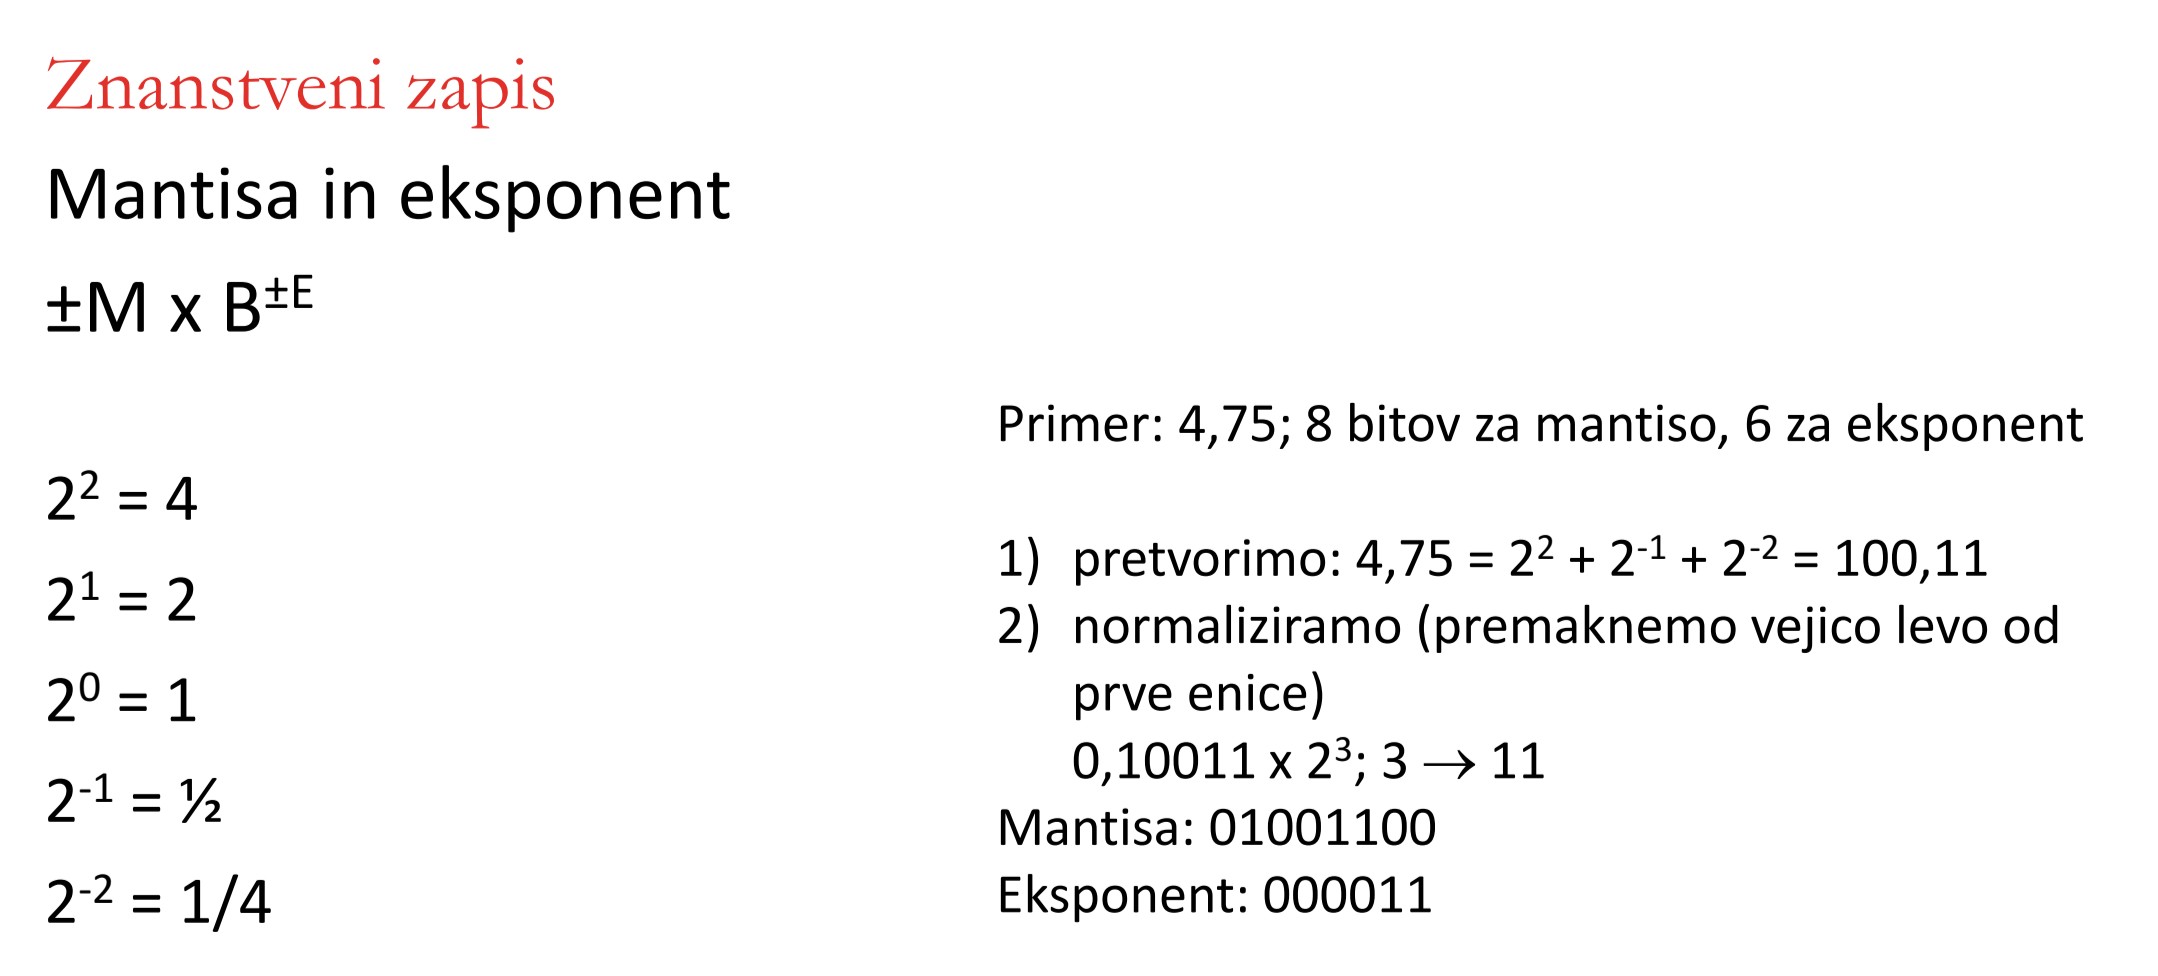 Znanstveni zapis
Mantisa in eksponent
±M x B^±E
2² = 4
2¹ = 2
2⁰ = 1
2⁻¹ = ½
2⁻² = 1/4
Primer: 4,75; 8 bitov za mantiso, 6 za eksponent
1) pretvorimo: 4,75 = 2² + 2⁻¹ + 2⁻² = 100,11
2) normaliziramo (premaknemo vejico levo od
prve enice)
0,10011 x 2³; 3 → 11
Mantisa: 01001100
Eksponent: 000011